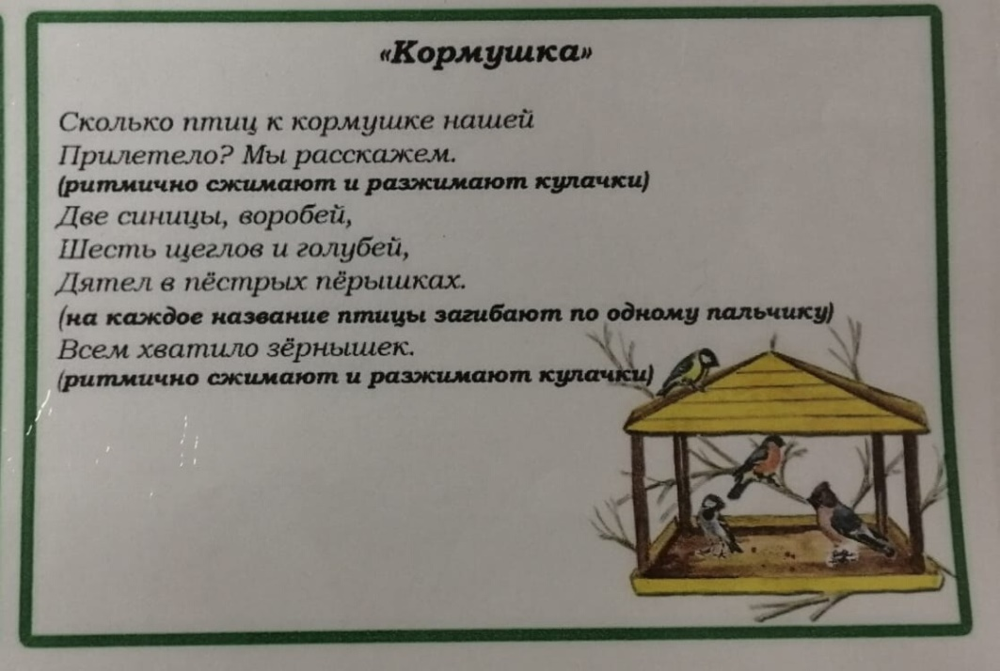 «Кормушка»
Сколько птиц к кормушке нашей
Прилетело? Мы расскажем.
(ритмично сжимают и разжимают кулачки)
Две синицы, воробей,
Шесть щеглов и голубей,
Дятел в пёстрых пёрышках.
(на каждое название птицы загибают по одному пальчику)
Всем хватило зёрнышек.
(ритмично сжимают и разжимают кулачки)